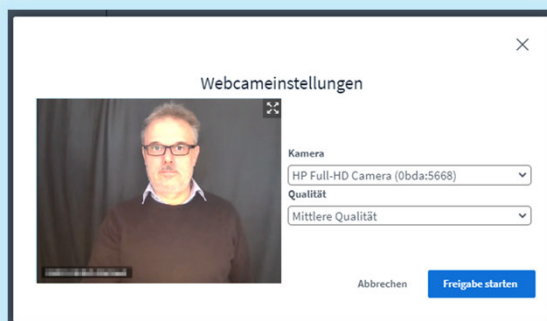 Webcameinstellungen
Kamera
HP Full-HD Camera (0bda:5668)
Qualität
Mittlere Qualität
Abbrechen
Freigabe starten